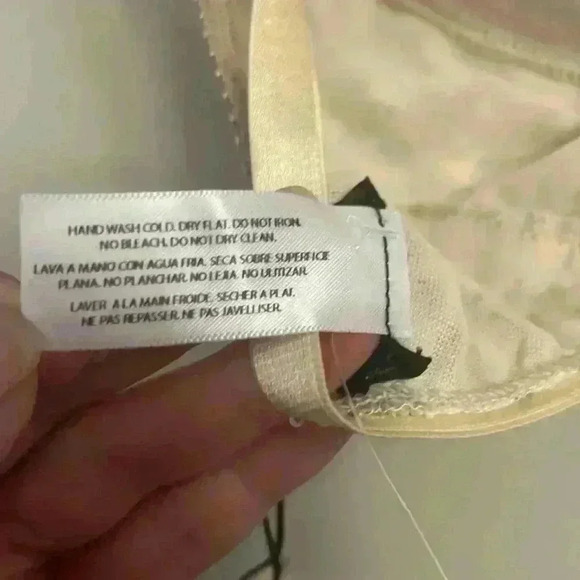 HAND WASH COLD. DRY FLAT. DO NOT IRON.
NO BLEACH. DO NOT DRY CLEAN.
LAVA A MANO CON AGUA FRIA. SECA SOBRE SUPERFICIE
PLANA. NO PLANCHAR. NO LEJIA. NO ULITIZAR.
LAVER A LA MAIN FROIDE. SECHER A PLAT.
NE PAS REPASSER. NE PAS JAVELLISER.